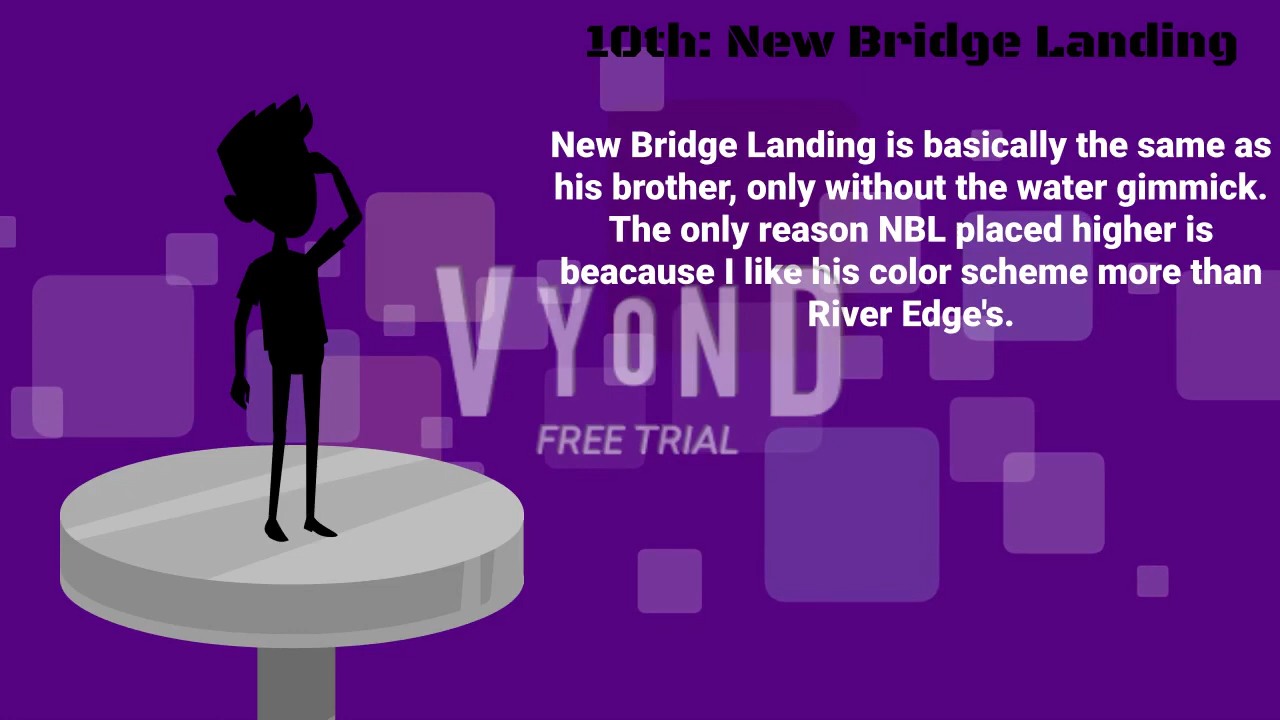 10th: New Bridge Landing
New Bridge Landing is basically the same as
his brother, only without the water gimmick.
The only reason NBL placed higher is
beacause I like his color scheme more than
River Edge's.
VYOND
FREE TRIAL